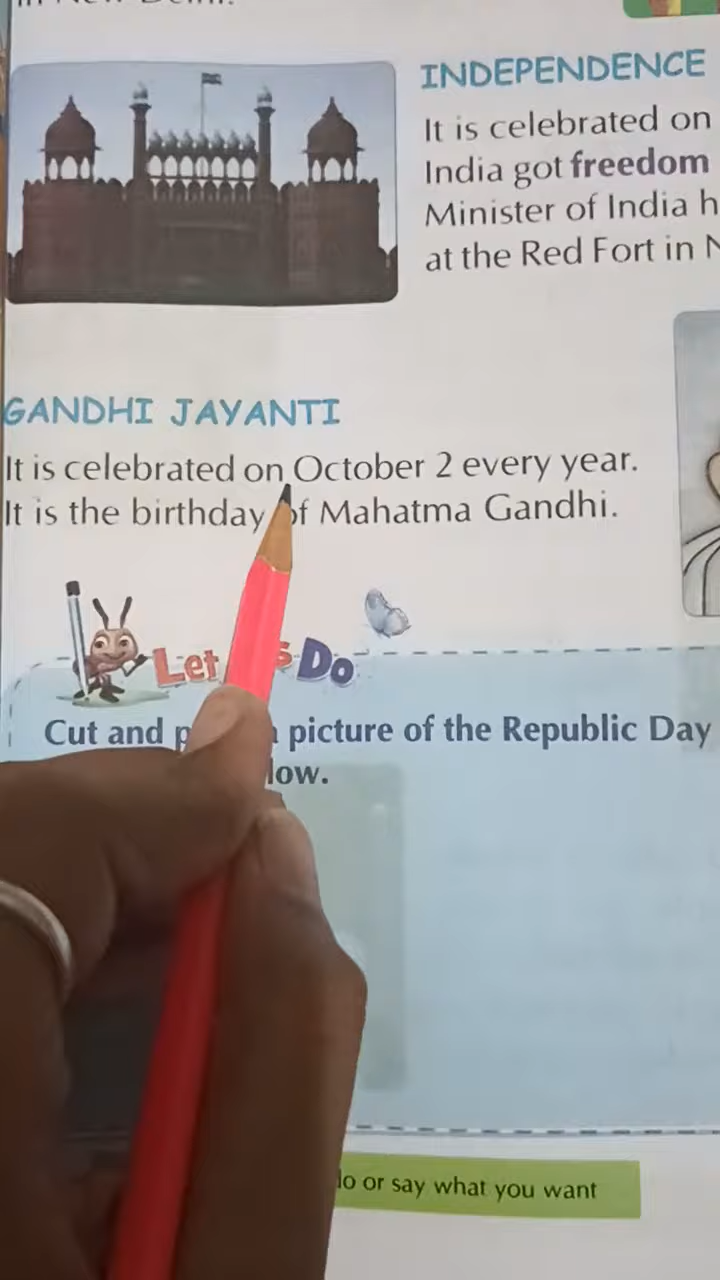 INDEPENDENCE
It is celebrated on
India got freedom
Minister of India h
at the Red Fort in N
GANDHI JAYANTI
It is celebrated on October 2 every year.
It is the birthday of Mahatma Gandhi.
Let Do
Cut and picture of the Republic Day
low.
or say what you want